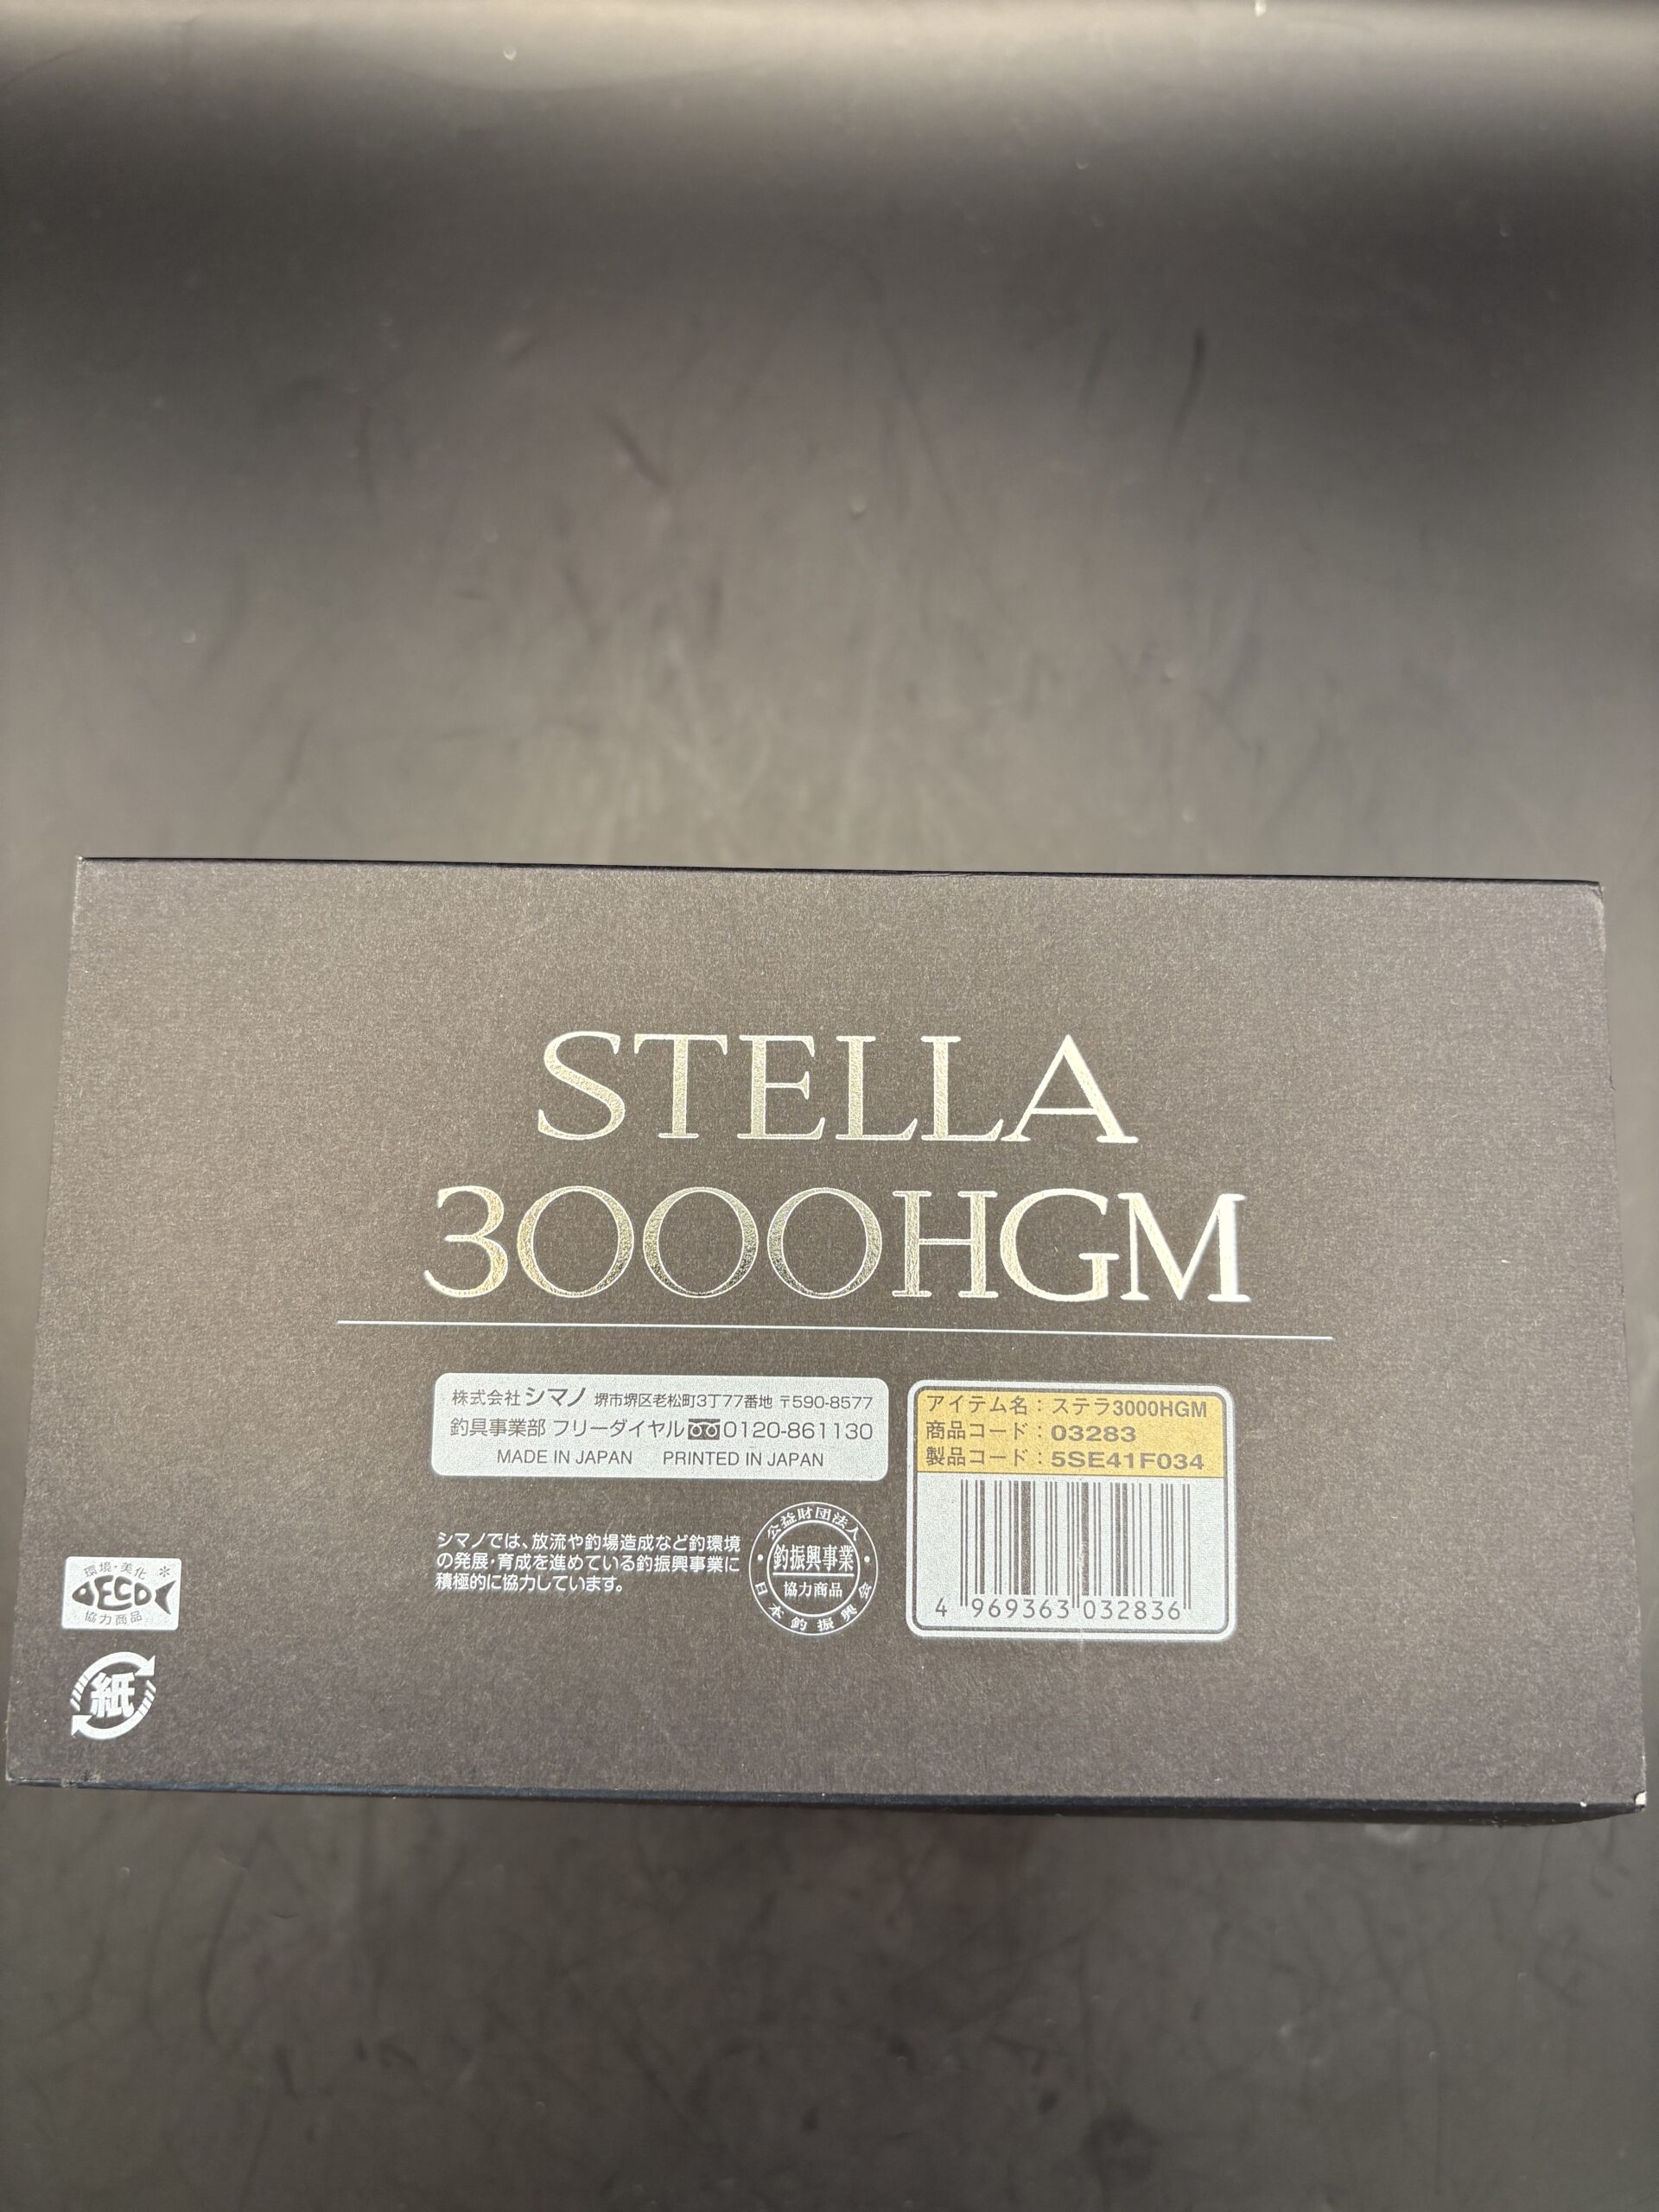 STELLA
3000HGM
株式会社シマノ 堺市堺区老松町3丁77番地 〒590-8577
釣具事業部 フリーダイヤル 0120-861130
MADE IN JAPAN PRINTED IN JAPAN
アイテム名：ステラ3000HGM
商品コード：03283
製品コード：5SE41F034
4 969363 032836
シマノでは、放流や釣場造成など釣環境
の発展・育成を進めている釣振興事業に
積極的に協力しています。
公益財団法人
釣振興事業
協力商品
日本釣振興会
環境・美化
ECO
協力商品
紙